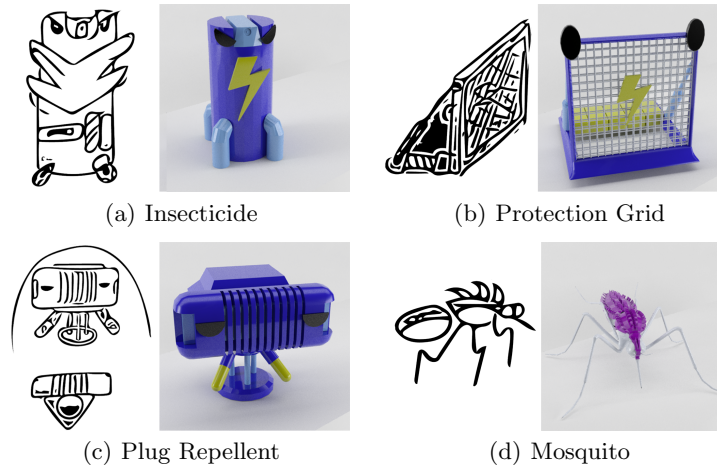 (a) Insecticide
(b) Protection Grid
(c) Plug Repellent
(d) Mosquito